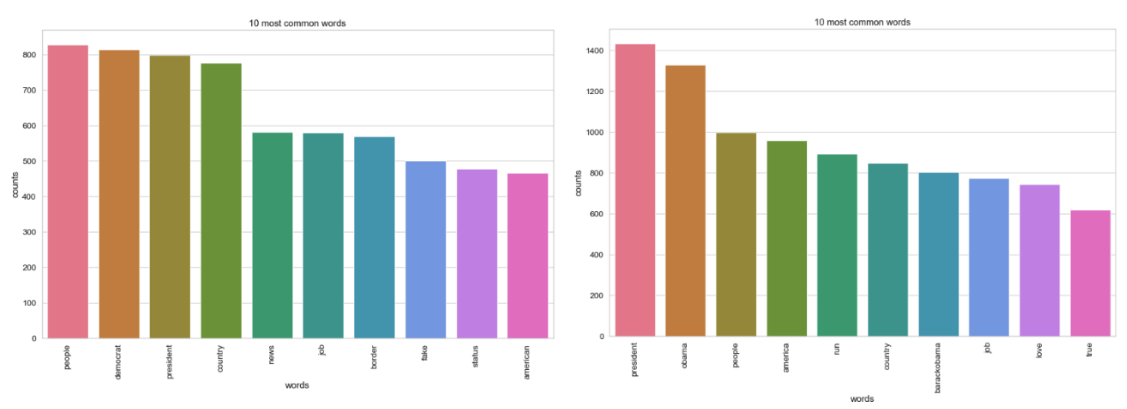 10 most common words
800
700
600
500
400
300
200
100
0
counts
people
democrat
president
country
news
job
border
fake
status
american
words
10 most common words
1400
1200
1000
800
600
400
200
0
counts
president
obama
people
america
run
country
barackobama
job
love
true
words